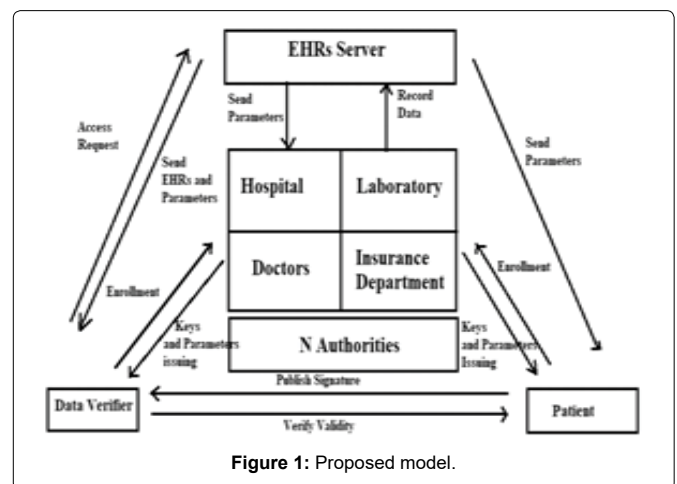 EHRs Server
Send
Parameters
Record
Data
Access
Request
Send
EHRs and
Parameters
Send
Parameters
Hospital
Laboratory
Doctors
Insurance
Department
Enrollment
Enrollment
Keys
and Parameters
issuing
Keys
and Parameters
Issuing
N Authorities
Publish Signature
Data Verifier
Patient
Verify Validity
Figure 1: Proposed model.